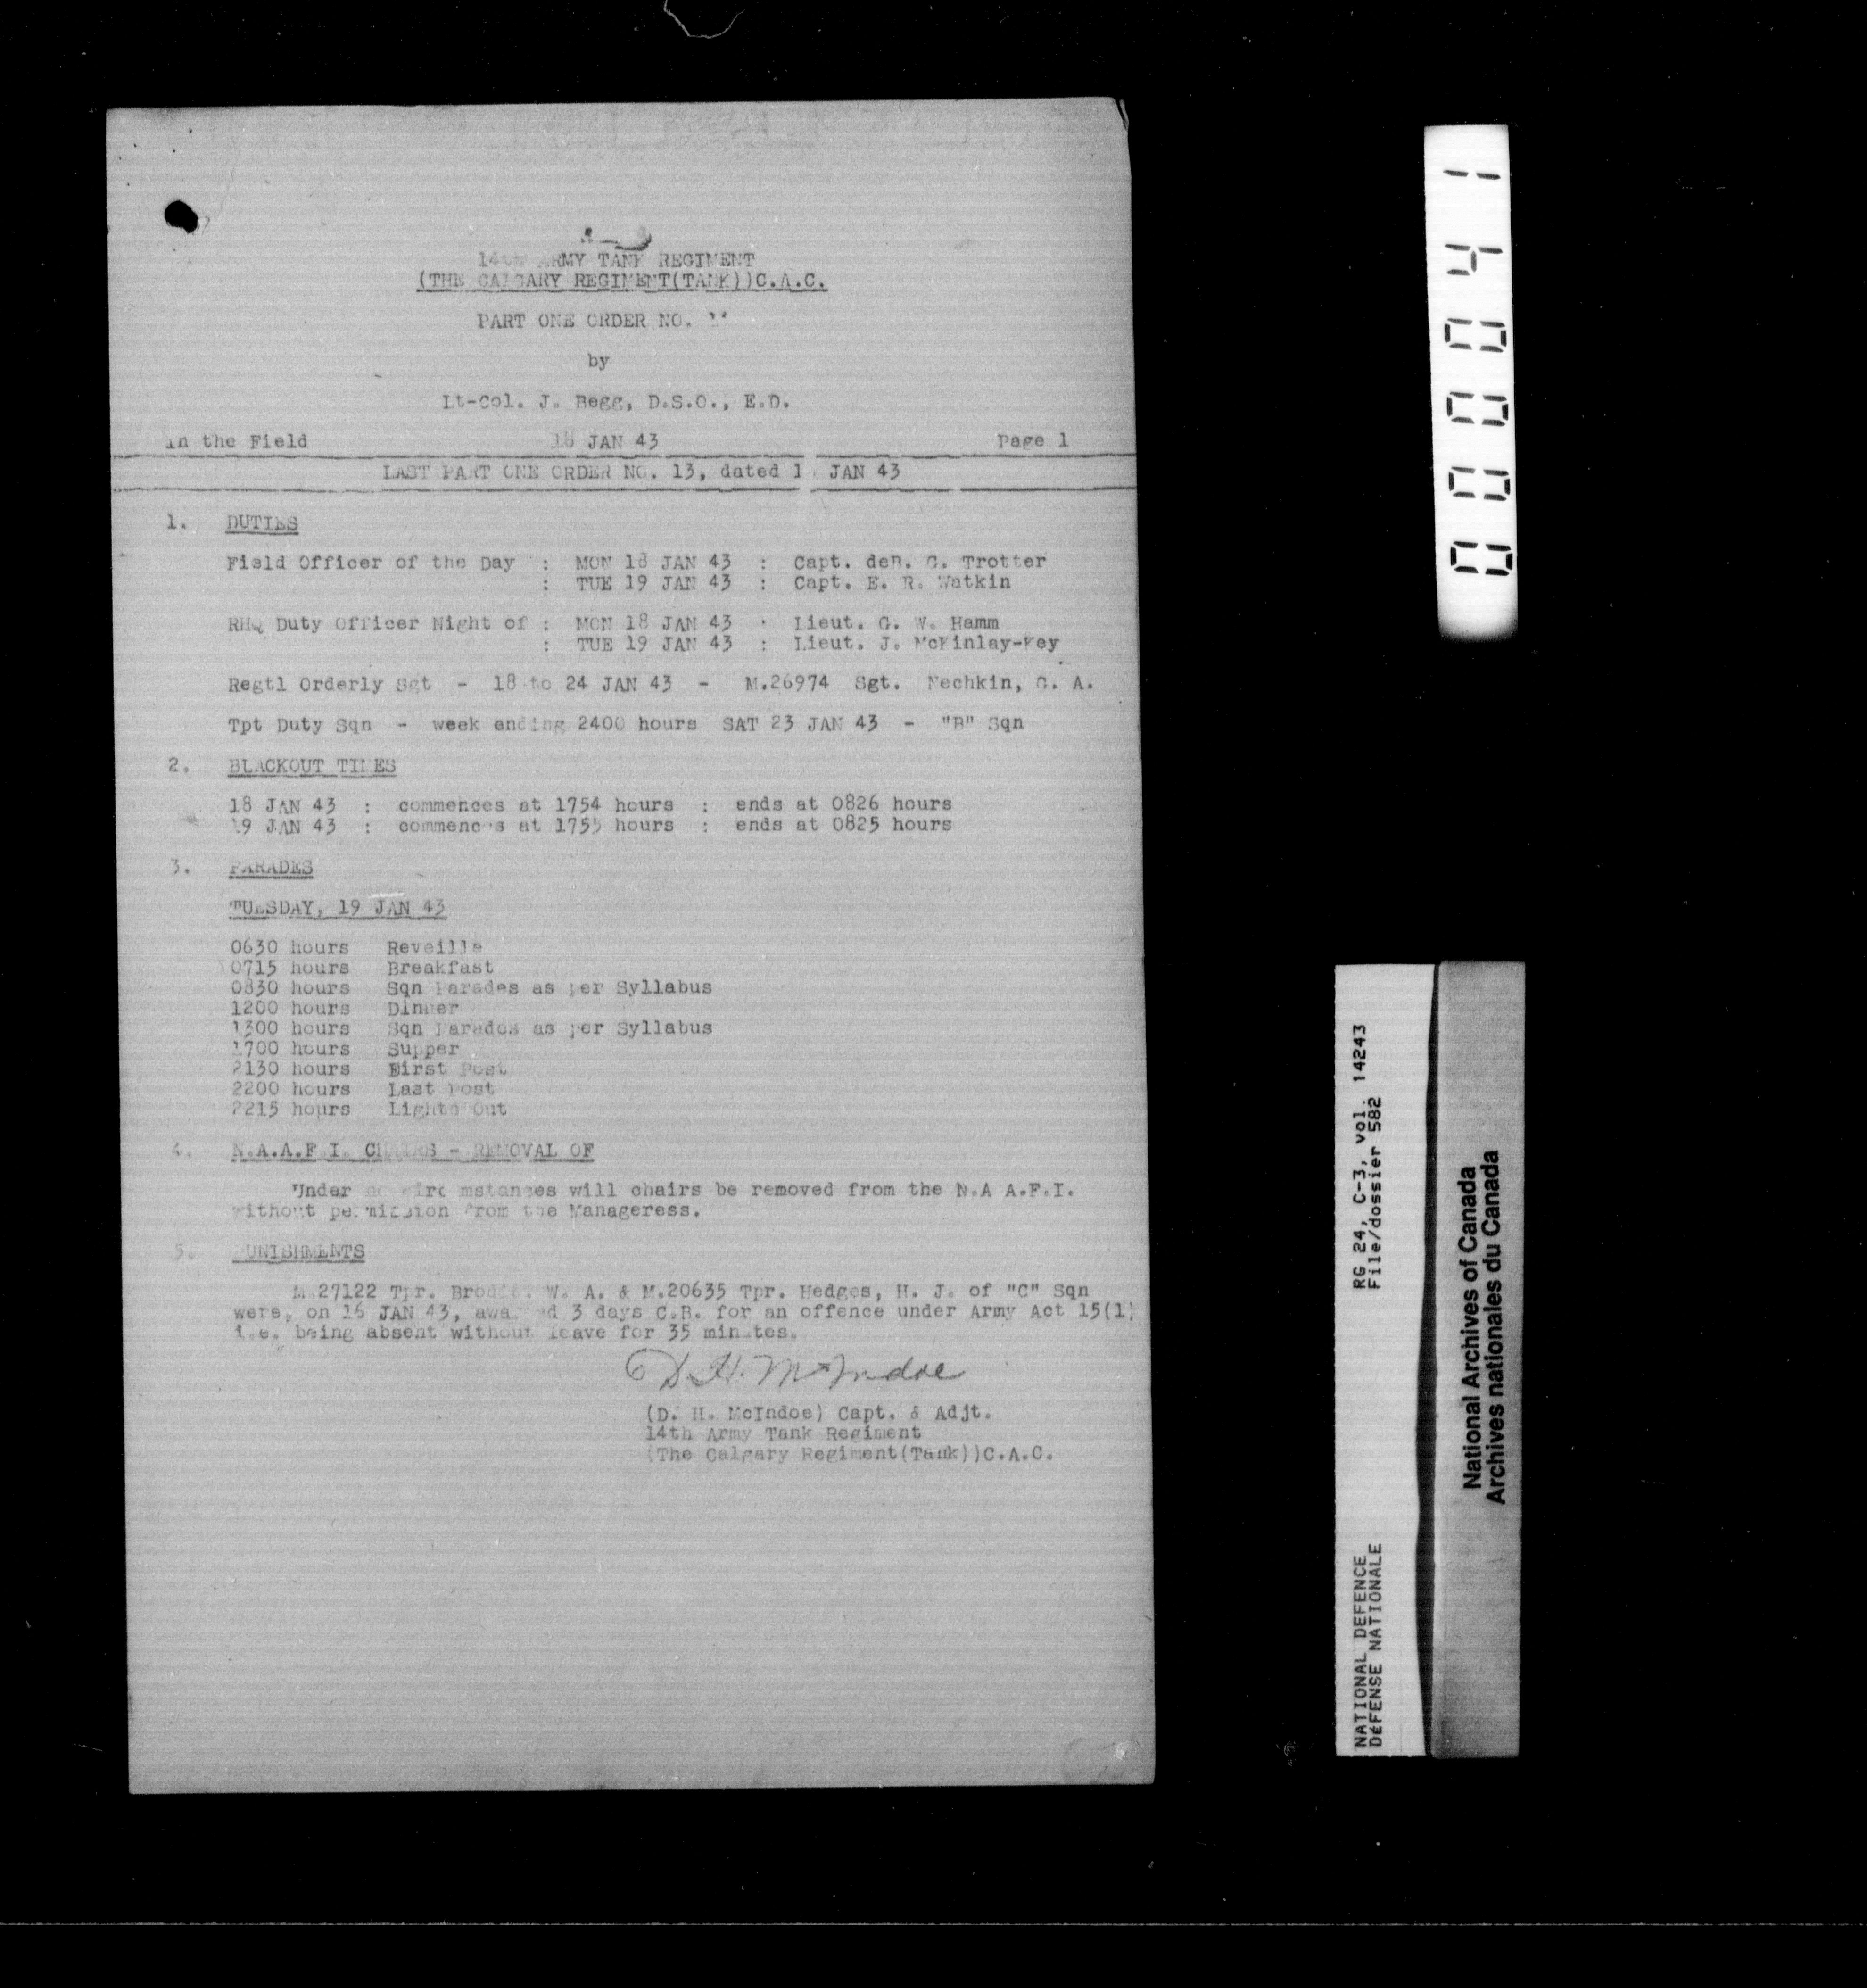 14th ARMY TANK REGIMENT
(THE CALGARY REGIMENT(TANK))C.A.C.
PART ONE ORDER NO.
by
Lt-Col. J. Begg, D.S.O., E.D.
In the Field 18 JAN 43 Page 1
LAST PART ONE ORDER NO. 13, dated JAN 43
1. DUTIES
Field Officer of the Day : MON 18 JAN 43 : Capt. deB. G. Trotter
: TUE 19 JAN 43 : Capt. E. R. Watkin
RHQ Duty Officer Night of : MON 18 JAN 43 : Lieut. G. W. Hamm
: TUE 19 JAN 43 : Lieut. J. McKinlay-Key
Regtl Orderly Sgt - 18 to 24 JAN 43 - M.26974 Sgt. Nechkin, G. A.
Tpt Duty Sqn - week ending 2400 hours SAT 23 JAN 43 - "B" Sqn
2. BLACKOUT TIMES
18 JAN 43 : commences at 1754 hours : ends at 0826 hours
19 JAN 43 : commences at 1755 hours : ends at 0825 hours
3. PARADES
TUESDAY, 19 JAN 43
0630 hours Reveille
0715 hours Breakfast
0830 hours Sqn Parades as per Syllabus
1200 hours Dinner
1300 hours Sqn Parades as per Syllabus
1700 hours Supper
2130 hours First Post
2200 hours Last Post
2215 hours Lights Out
4. N.A.A.F.I. CHAIRS - REMOVAL OF
Under no circumstances will chairs be removed from the N.A A.F.I.
without permission from the Manageress.
5. PUNISHMENTS
M.27122 Tpr. Brodie, W. A. & M.20635 Tpr. Hedges, H. J. of "C" Sqn
were, on 16 JAN 43, awarded 3 days C.B. for an offence under Army Act 15(1)
i.e. being absent without leave for 35 minutes.
D. H. McIndoe
(D. H. McIndoe) Capt. & Adjt.
14th Army Tank Regiment
(The Calgary Regiment(Tank))C.A.C.
0000041
NATIONAL DEFENCE RG 24, C-3, vol. 14243
DÉFENSE NATIONALE File/dossier 582
National Archives of Canada
Archives nationales du Canada